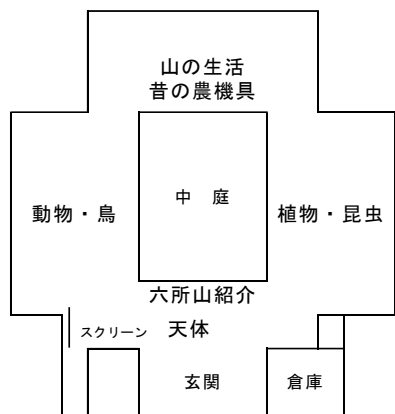 山の生活
昔の農機具
中 庭
動物・鳥
植物・昆虫
六所山紹介
スクリーン
天体
玄関
倉庫